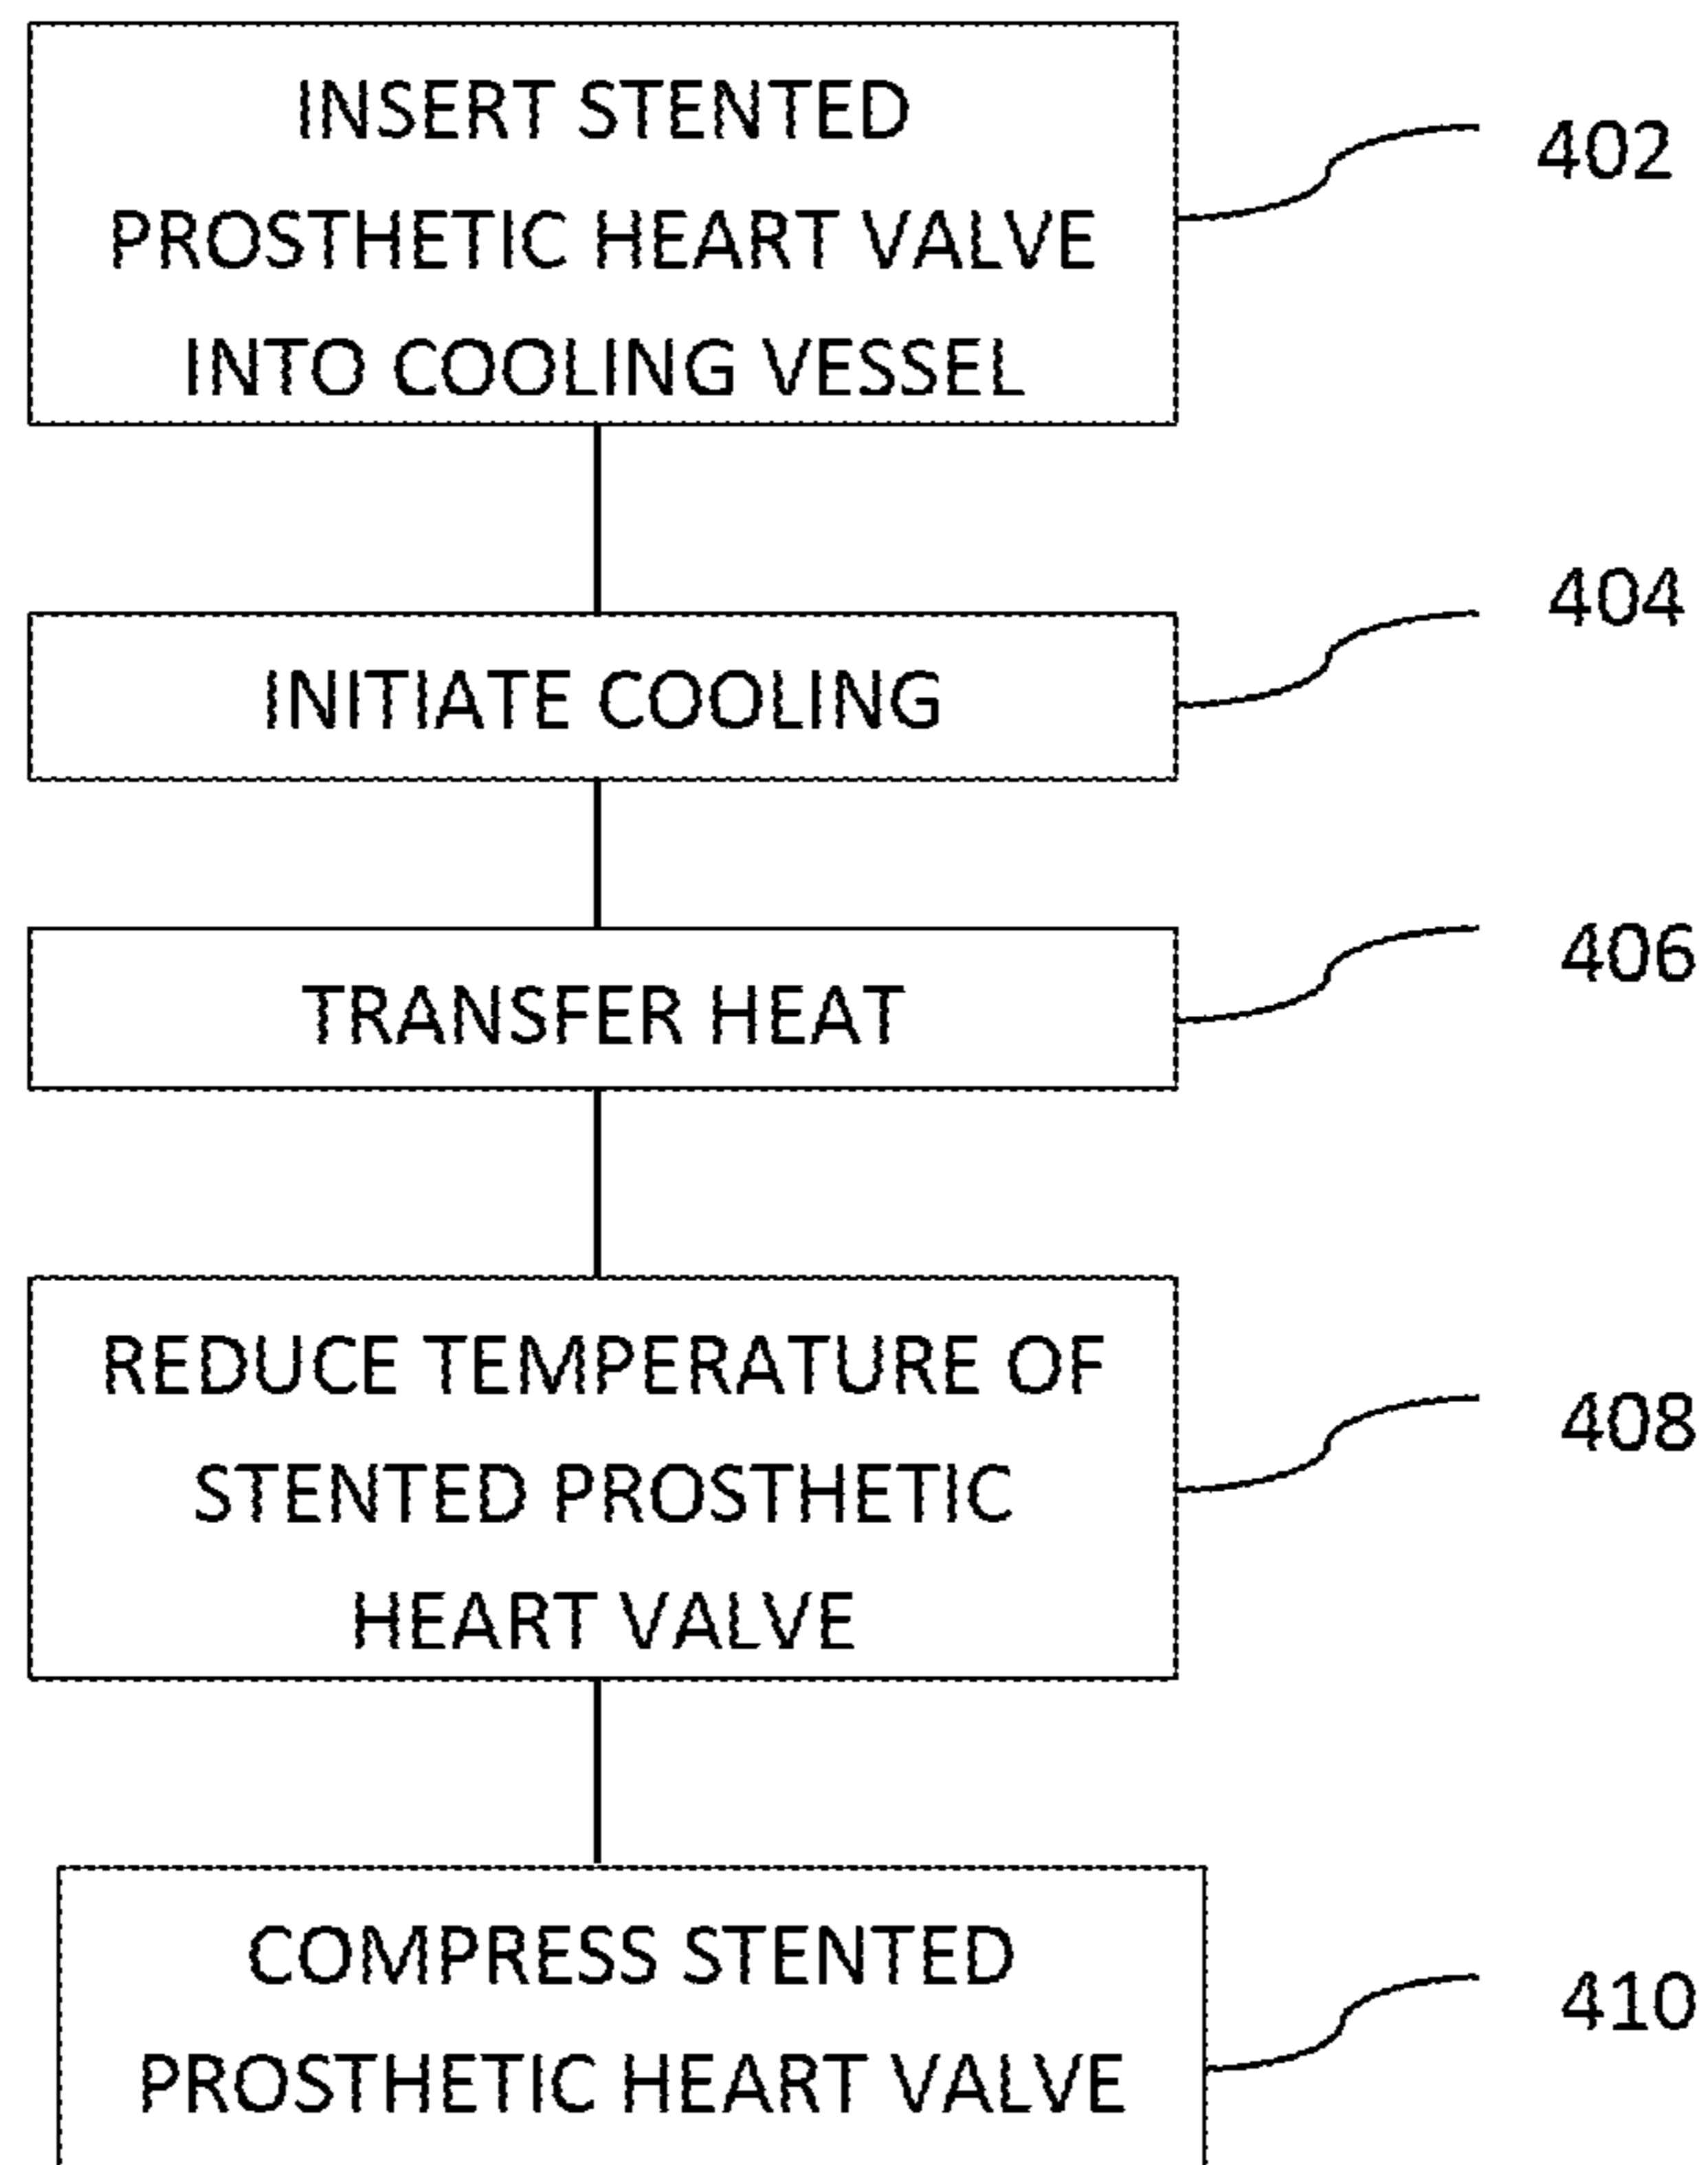 INSERT STENTED
PROSTHETIC HEART VALVE
INTO COOLING VESSEL
402
INITIATE COOLING
404
TRANSFER HEAT
406
REDUCE TEMPERATURE OF
STENTED PROSTHETIC
HEART VALVE
408
COMPRESS STENTED
PROSTHETIC HEART VALVE
410